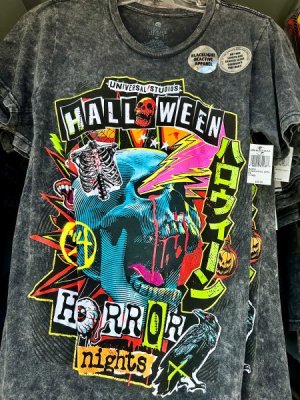 BLACKLIGHT
REACTIVE
APPAREL
UNIVERSAL STUDIOS
HALLOWEEN
ハロウィーン
HORROR
nights